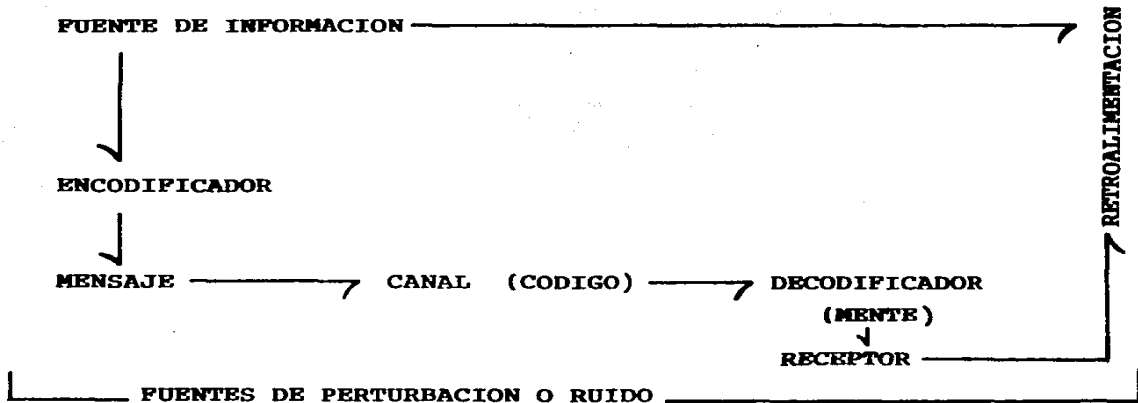 FUENTE DE INFORMACION
RETROALIMENTACION
ENCODIFICADOR
MENSAJE CANAL (CODIGO) DECODIFICADOR
(MENTE)
RECEPTOR
FUENTES DE PERTURBACION O RUIDO